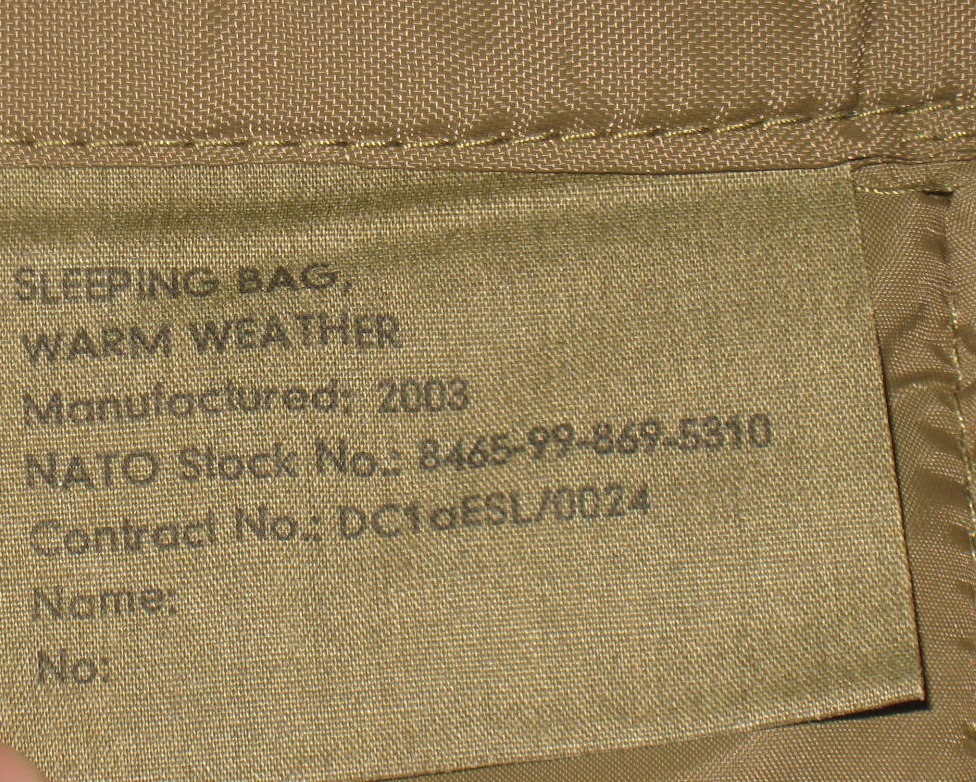 SLEEPING BAG,
WARM WEATHER
Manufactured: 2003
NATO Stock No.: 8465-99-869-5310
Contract No.: DC1aESL/0024
Name:
No: